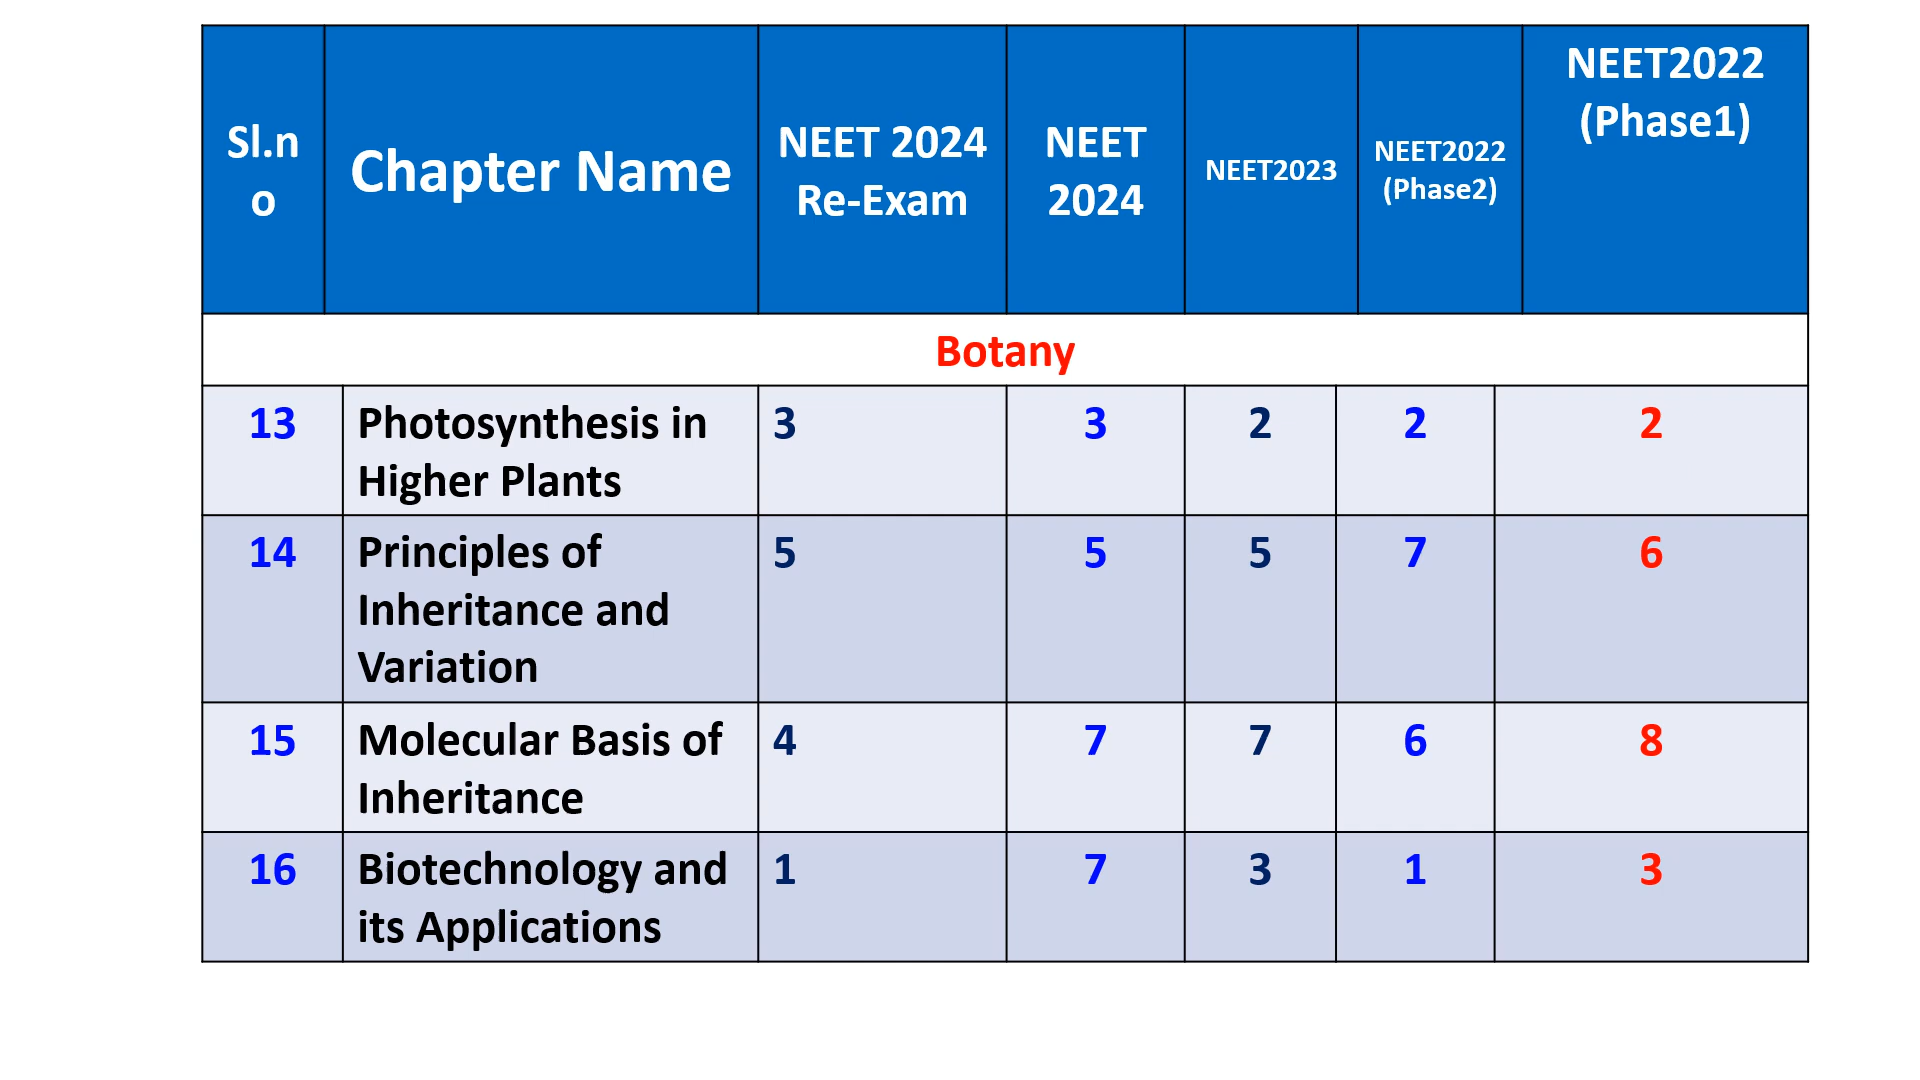 Sl.n
o
Chapter Name
NEET 2024
Re-Exam
NEET
2024
NEET2023
NEET2022
(Phase2)
NEET2022
(Phase1)
Botany
13
Photosynthesis in
Higher Plants
3
3
2
2
2
14
Principles of
Inheritance and
Variation
5
5
5
7
6
15
Molecular Basis of
Inheritance
4
7
7
6
8
16
Biotechnology and
its Applications
1
7
3
1
3